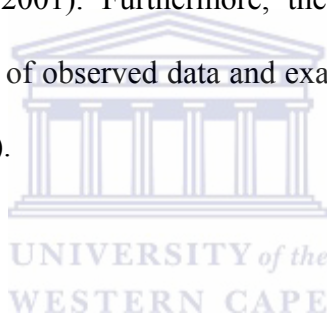 2001). Furthermore, the
of observed data and exa
).
UNIVERSITY of the
WESTERN CAPE